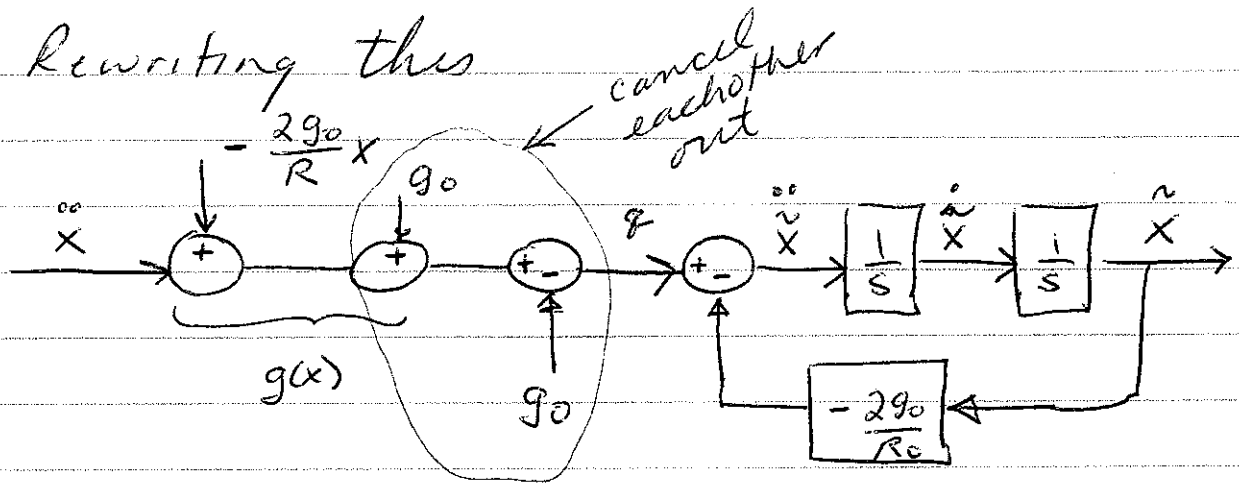 Rewriting this
cancel
eachother
out
- 2g₀/R x
g₀
ẍ
+
+
+ -
q
+ -
x̃̈
1/s
x̃̇
1/s
x̃
g(x)
g₀
- 2g₀/R₀